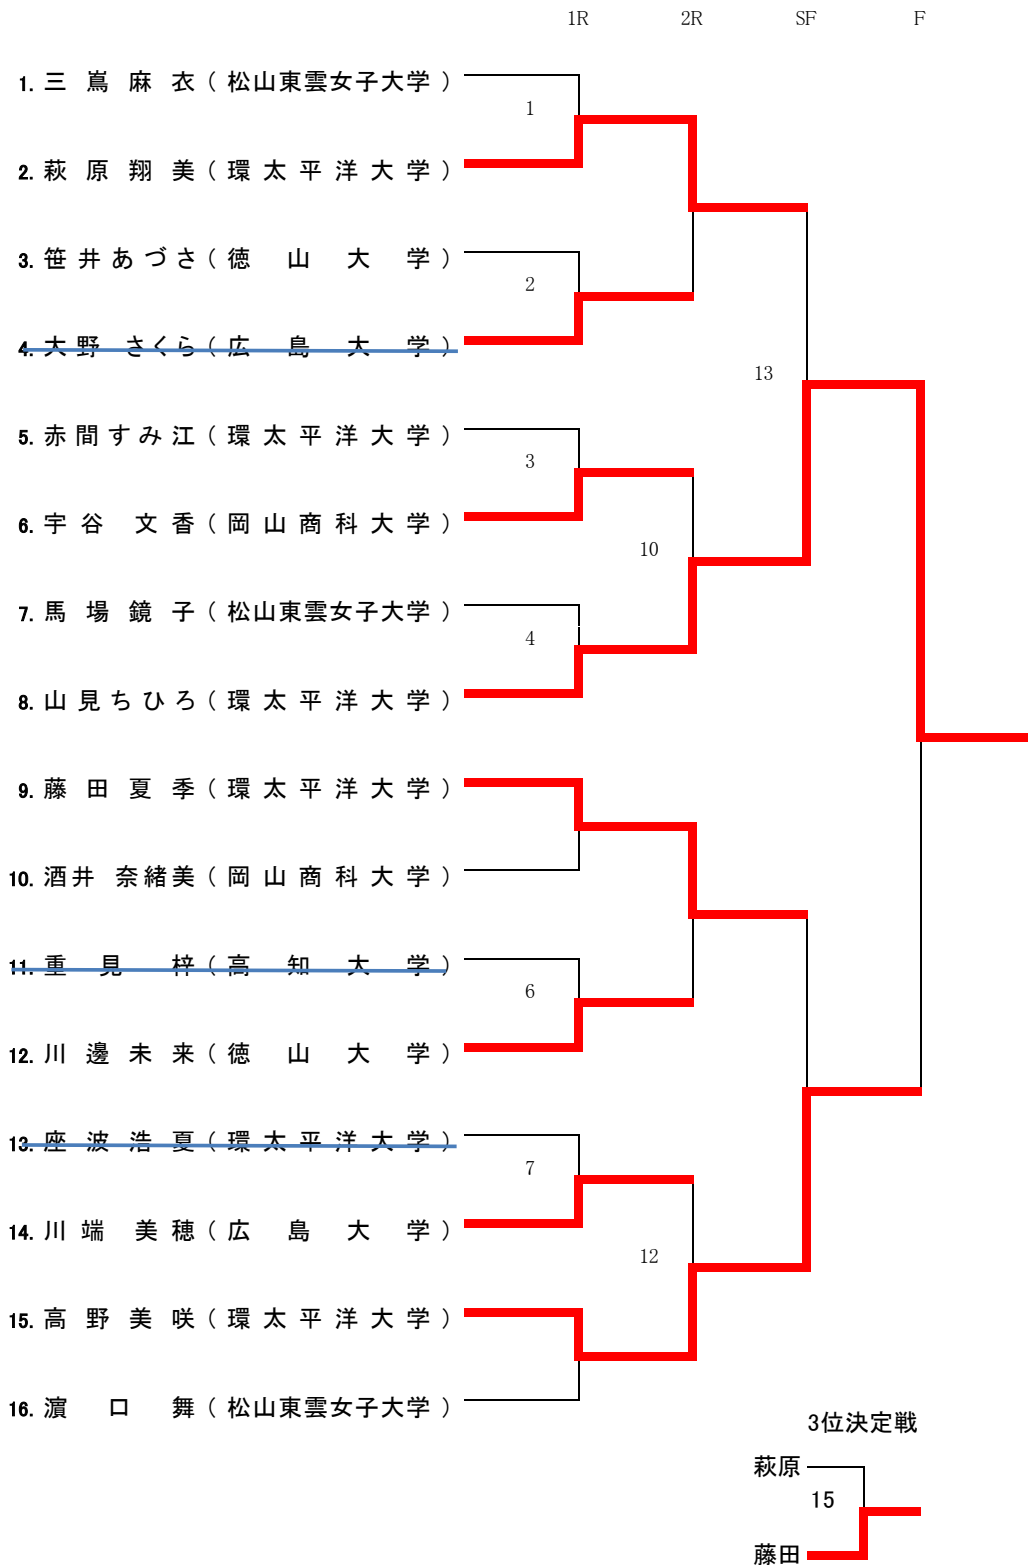 1R 2R SF F
1. 三嶌麻衣(松山東雲女子大学)
1
2. 萩原翔美(環太平洋大学)
3. 笹井あづさ(徳山大学)
2
4. 大野さくら(広島大学)
13
5. 赤間すみ江(環太平洋大学)
3
6. 宇谷文香(岡山商科大学)
10
7. 馬場鏡子(松山東雲女子大学)
4
8. 山見ちひろ(環太平洋大学)
9. 藤田夏季(環太平洋大学)
10. 酒井奈緒美(岡山商科大学)
11. 重見梓(高知大学)
6
12. 川邊未来(徳山大学)
13. 座波浩夏(環太平洋大学)
7
14. 川端美穂(広島大学)
12
15. 高野美咲(環太平洋大学)
16. 濵口舞(松山東雲女子大学)
3位決定戦
萩原
15
藤田